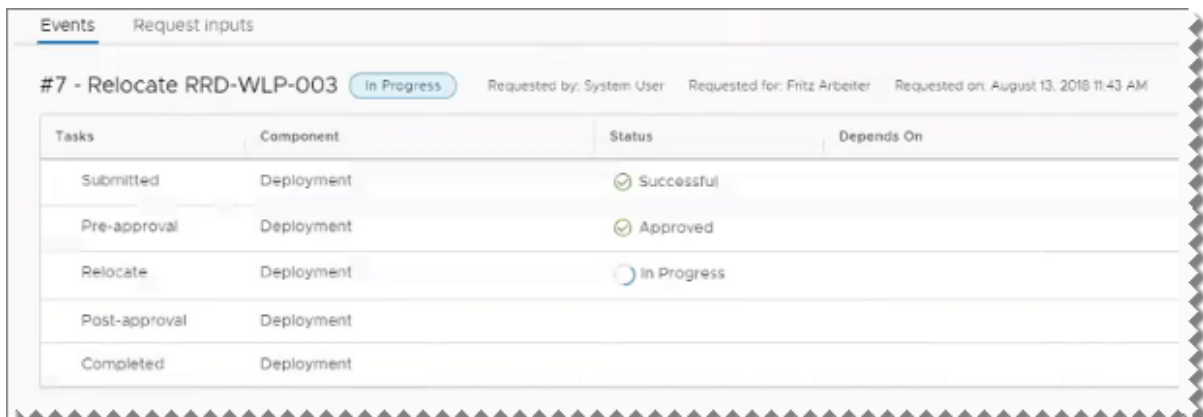 Events Request inputs
#7 - Relocate RRD-WLP-003 In Progress Requested by: System User Requested for: Fritz Arbeiter Requested on: August 13, 2018 11:43 AM
Tasks Component Status Depends On
Submitted Deployment Successful
Pre-approval Deployment Approved
Relocate Deployment In Progress
Post-approval Deployment
Completed Deployment